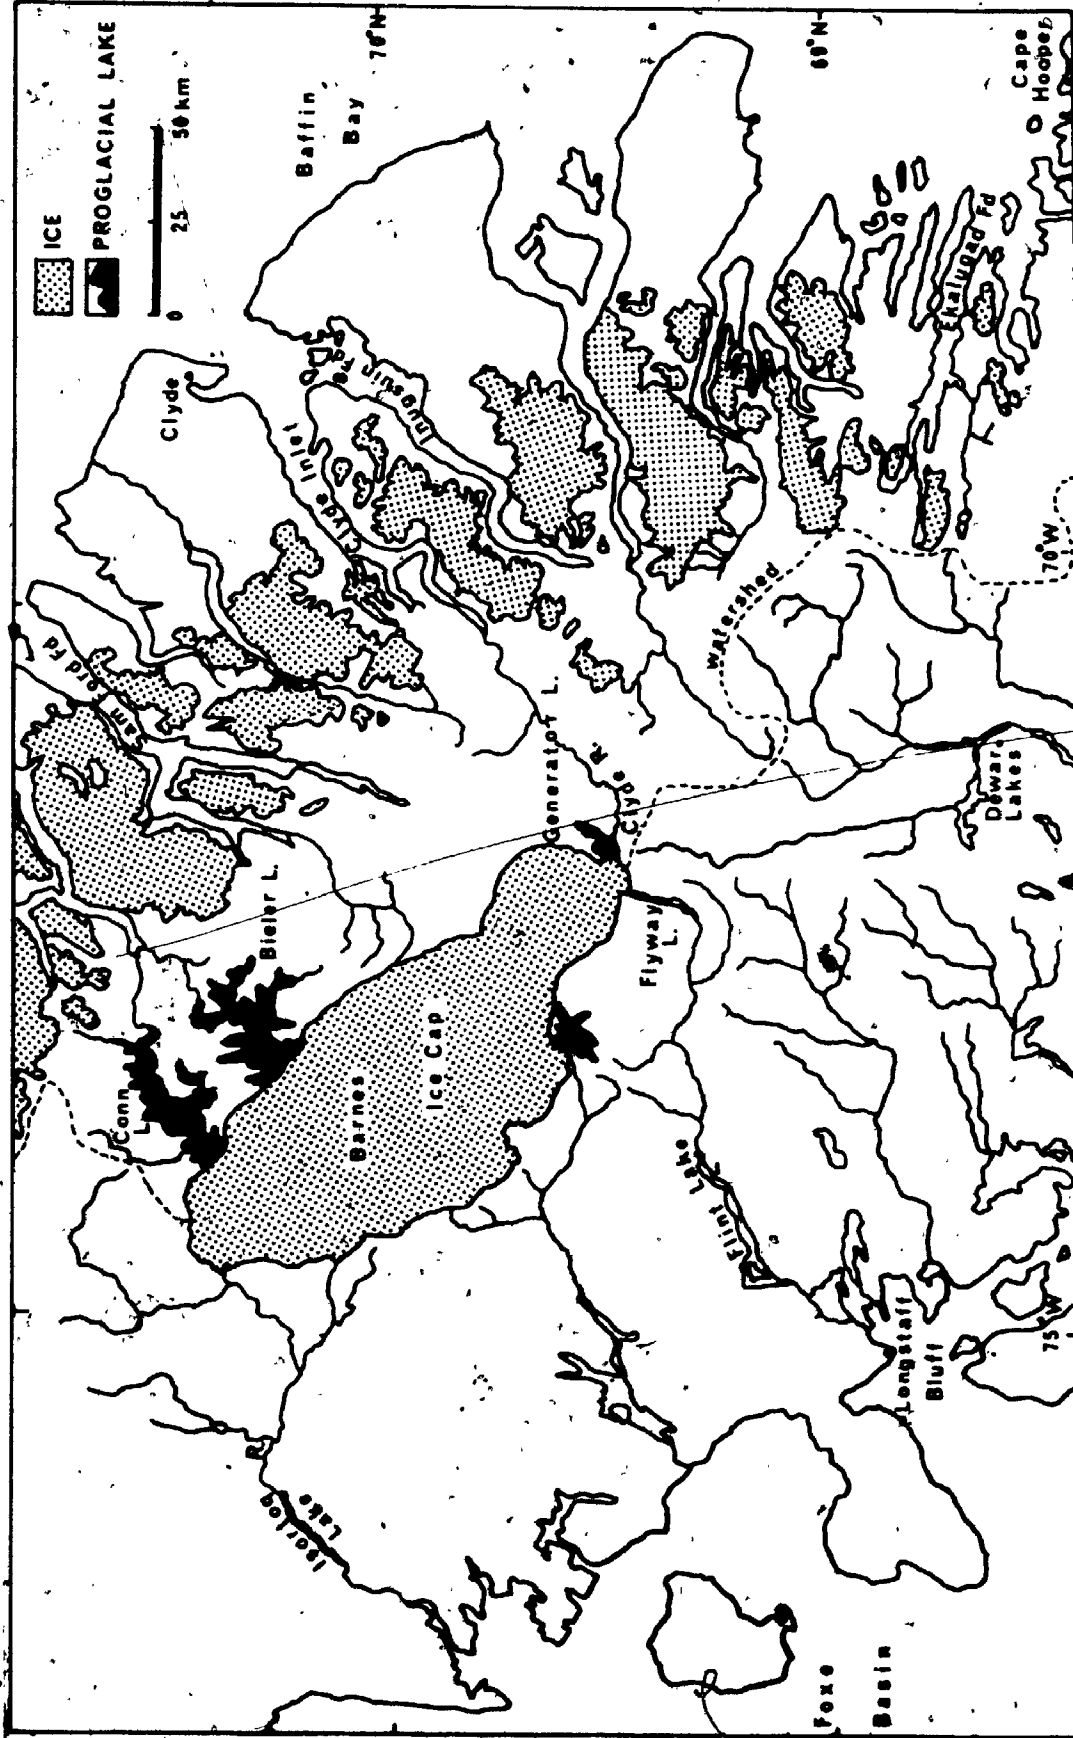 ICE
PROGLACIAL LAKE
0 25 50 km
70°N
69°N
Baffin
Bay
Cape
Hooper
Clyde
Clyde Inlet
Inugsuin
Sam Ford Fd
Ekalugad Fd
70°W
Watershed
Generator L.
Clyde R.
Dewar
Lakes
Bieler L.
Conn
L.
Barnes
Ice Cap
Flyway
L.
Flint Lake
Longstaff
Bluff
75°W
R.
Isortoq
Lake
Foxe
Basin